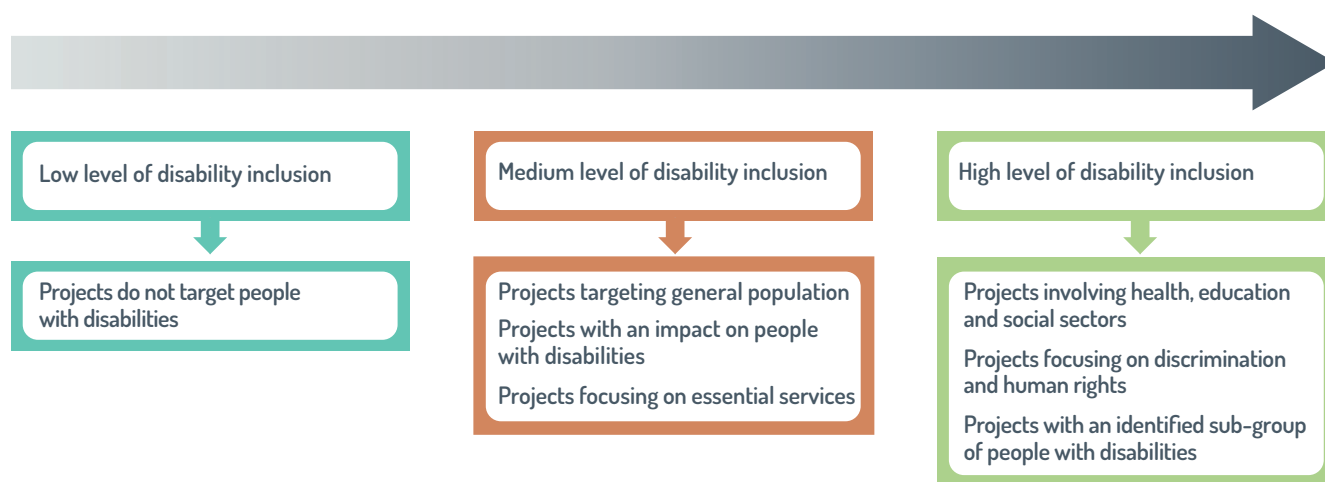 Low level of disability inclusion
Projects do not target people
with disabilities
Medium level of disability inclusion
Projects targeting general population
Projects with an impact on people
with disabilities
Projects focusing on essential services
High level of disability inclusion
Projects involving health, education
and social sectors
Projects focusing on discrimination
and human rights
Projects with an identified sub-group
of people with disabilities